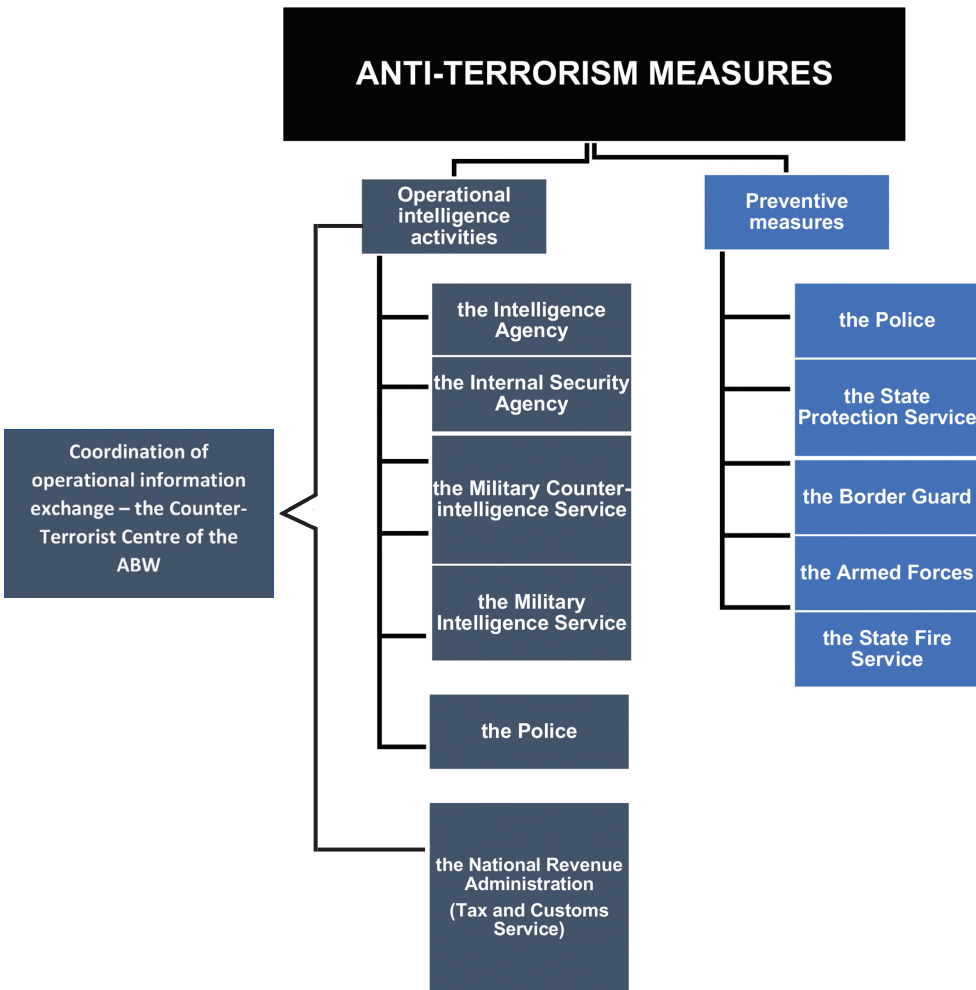 ANTI-TERRORISM MEASURES
Operational
intelligence
activities
Preventive
measures
the Intelligence
Agency
the Internal Security
Agency
the Military Counter-
intelligence Service
the Military
Intelligence Service
the Police
the National Revenue
Administration
(Tax and Customs
Service)
Coordination of
operational information
exchange – the Counter-
Terrorist Centre of the
ABW
the Police
the State
Protection Service
the Border Guard
the Armed Forces
the State Fire
Service